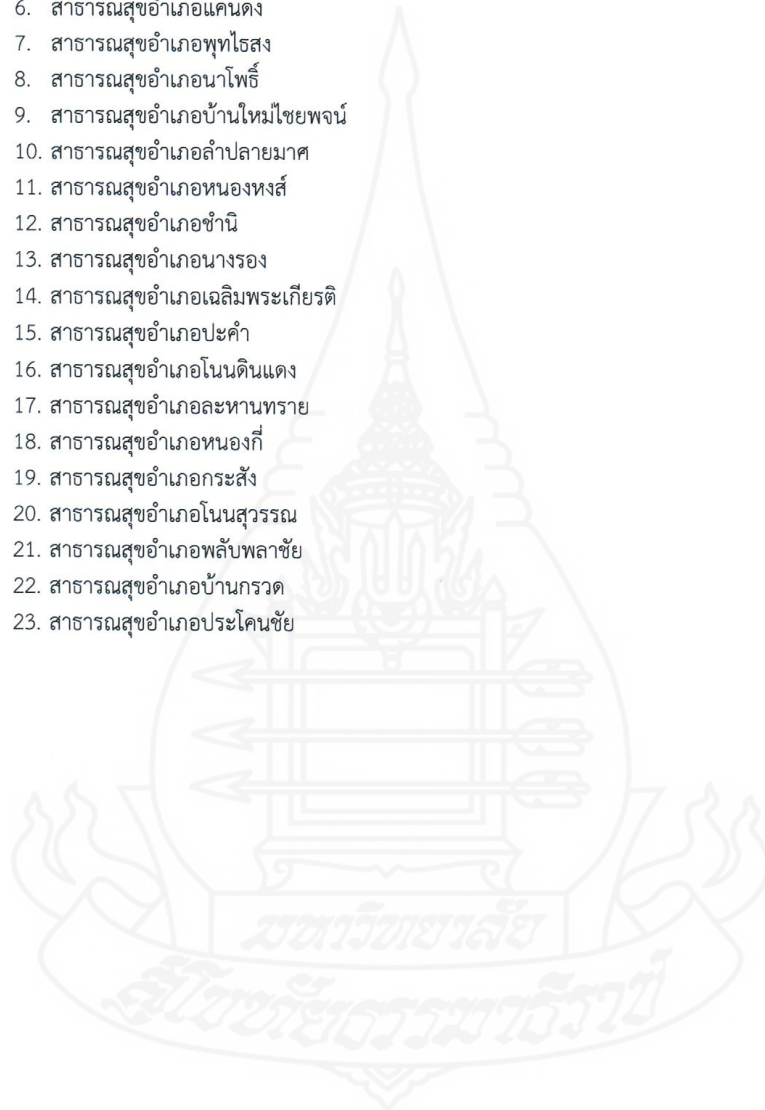 6. สาธารณสุขอำเภอแคนดง
7. สาธารณสุขอำเภอพุทไธสง
8. สาธารณสุขอำเภอนาโพธิ์
9. สาธารณสุขอำเภอบ้านใหม่ไชยพจน์
10. สาธารณสุขอำเภอลำปลายมาศ
11. สาธารณสุขอำเภอหนองหงส์
12. สาธารณสุขอำเภอชำนิ
13. สาธารณสุขอำเภอนางรอง
14. สาธารณสุขอำเภอเฉลิมพระเกียรติ
15. สาธารณสุขอำเภอปะคำ
16. สาธารณสุขอำเภอโนนดินแดง
17. สาธารณสุขอำเภอละหานทราย
18. สาธารณสุขอำเภอหนองกี่
19. สาธารณสุขอำเภอกระสัง
20. สาธารณสุขอำเภอโนนสุวรรณ
21. สาธารณสุขอำเภอพลับพลาชัย
22. สาธารณสุขอำเภอบ้านกรวด
23. สาธารณสุขอำเภอประโคนชัย
มหาวิทยาลัย
สุโขทัยธรรมาธิราช